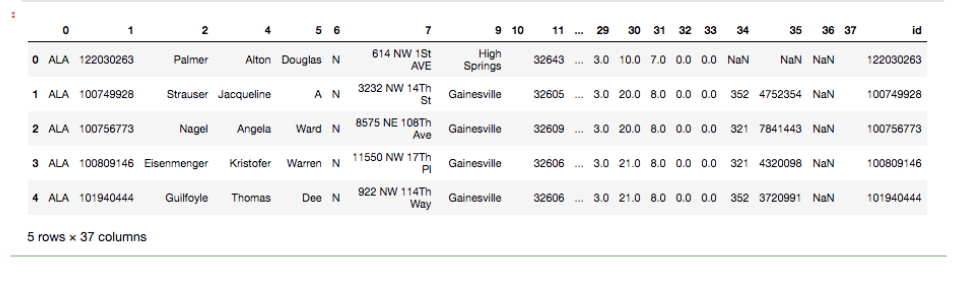 0 1 2 4 5 6 7 9 10 11 ... 29 30 31 32 33 34 35 36 37 id
0 ALA 122030263 Palmer Alton Douglas N 614 NW 1St AVE High Springs 32643 ... 3.0 10.0 7.0 0.0 0.0 NaN NaN NaN 122030263
1 ALA 100749928 Strauser Jacqueline A N 3232 NW 14Th St Gainesville 32605 ... 3.0 20.0 8.0 0.0 0.0 352 4752354 NaN 100749928
2 ALA 100756773 Nagel Angela Ward N 8575 NE 108Th Ave Gainesville 32609 ... 3.0 20.0 8.0 0.0 0.0 321 7841443 NaN 100756773
3 ALA 100809146 Eisenmenger Kristofer Warren N 11550 NW 17Th Pl Gainesville 32606 ... 3.0 21.0 8.0 0.0 0.0 321 4320098 NaN 100809146
4 ALA 101940444 Guilfoyle Thomas Dee N 922 NW 114Th Way Gainesville 32606 ... 3.0 21.0 8.0 0.0 0.0 352 3720991 NaN 101940444
5 rows × 37 columns